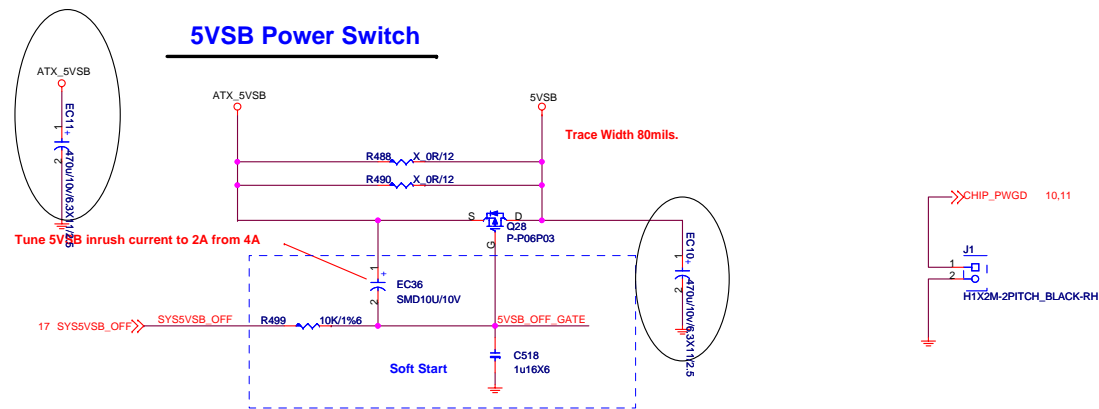 5VSB Power Switch
ATX_5VSB
EC11
+
1
2
470u/10v/6.3X11/2.5
ATX_5VSB
5VSB
Trace Width 80mils.
R488
X_0R/12
R490
X_0R/12
S
D
G
Q28
P-P06P03
Tune 5VSB inrush current to 2A from 4A
1
+
2
EC36
SMD10U/10V
EC10
+
1
2
470u/10v/6.3X11/2.5
17 SYS5VSB_OFF
SYS5VSB_OFF
R499
10K/1%6
5VSB_OFF_GATE
C518
1u16X6
Soft Start
CHIP_PWGD 10,11
J1
1
2
H1X2M-2PITCH_BLACK-RH